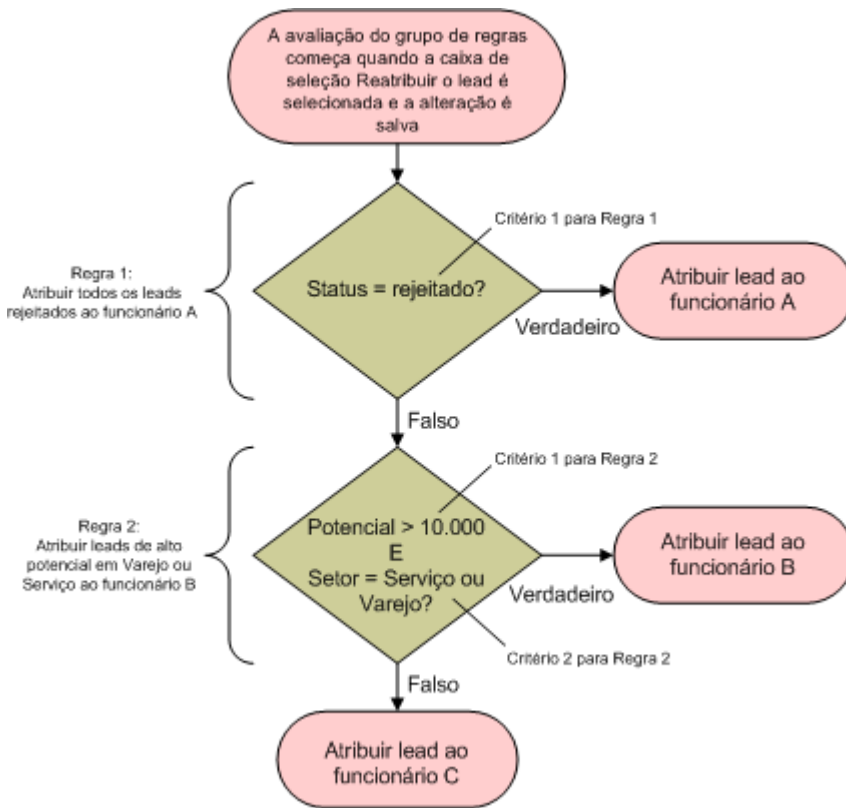 A avaliação do grupo de regras
começa quando a caixa de
seleção Reatribuir o lead é
selecionada e a alteração é
salva
Critério 1 para Regra 1
Regra 1:
Atribuir todos os leads
rejeitados ao funcionário A
Status = rejeitado?
Atribuir lead ao
funcionário A
Verdadeiro
Falso
Critério 1 para Regra 2
Regra 2:
Atribuir leads de alto
potencial em Varejo ou
Serviço ao funcionário B
Potencial > 10.000
E
Setor = Serviço ou
Varejo?
Atribuir lead ao
funcionário B
Verdadeiro
Critério 2 para Regra 2
Falso
Atribuir lead ao
funcionário C